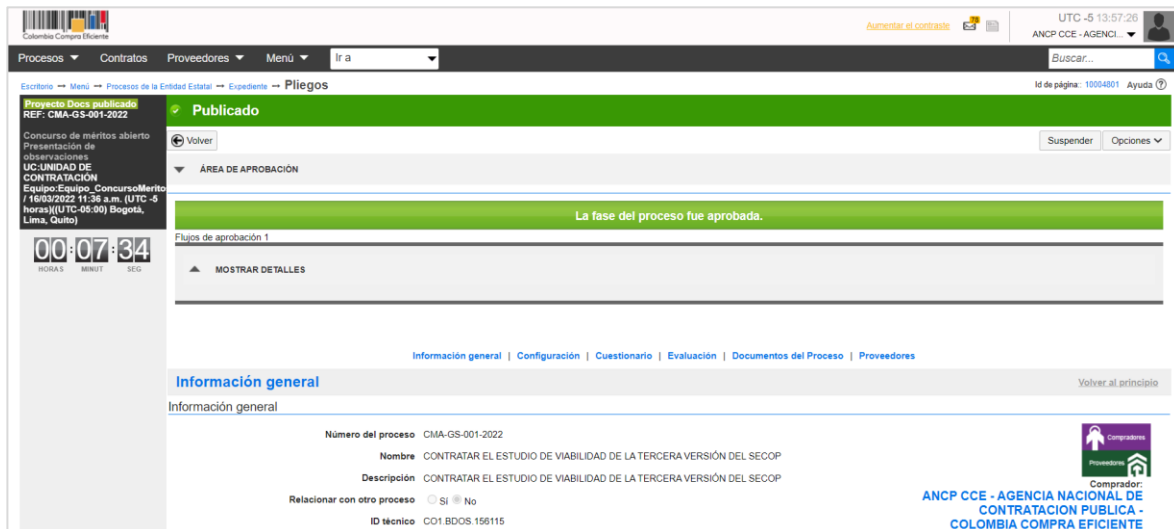 Colombia Compra Eficiente
Aumentar el contraste
78
UTC -5 13:57:26
ANCP CCE - AGENCI...
Procesos Contratos Proveedores Menú Ir a Buscar...
Escritorio → Menú → Procesos de la Entidad Estatal → Expediente → Pliegos
Id de página:: 10004801 Ayuda
Proyecto Docs publicado
REF: CMA-GS-001-2022
Concurso de méritos abierto
Presentación de
observaciones
UC:UNIDAD DE
CONTRATACIÓN
Equipo:Equipo_ConcursoMerito
/ 16/03/2022 11:36 a.m. (UTC -5
horas)((UTC-05:00) Bogotá,
Lima, Quito)
00:07:34
HORAS MINUT SEG
Publicado
Volver Suspender Opciones
ÁREA DE APROBACIÓN
La fase del proceso fue aprobada.
Flujos de aprobación 1
MOSTRAR DETALLES
Información general | Configuración | Cuestionario | Evaluación | Documentos del Proceso | Proveedores
Información general Volver al principio
Información general
Número del proceso CMA-GS-001-2022
Nombre CONTRATAR EL ESTUDIO DE VIABILIDAD DE LA TERCERA VERSIÓN DEL SECOP
Descripción CONTRATAR EL ESTUDIO DE VIABILIDAD DE LA TERCERA VERSIÓN DEL SECOP
Relacionar con otro proceso Sí No
ID técnico CO1.BDOS.156115
Compradores
Proveedores
Comprador:
ANCP CCE - AGENCIA NACIONAL DE
CONTRATACION PUBLICA -
COLOMBIA COMPRA EFICIENTE